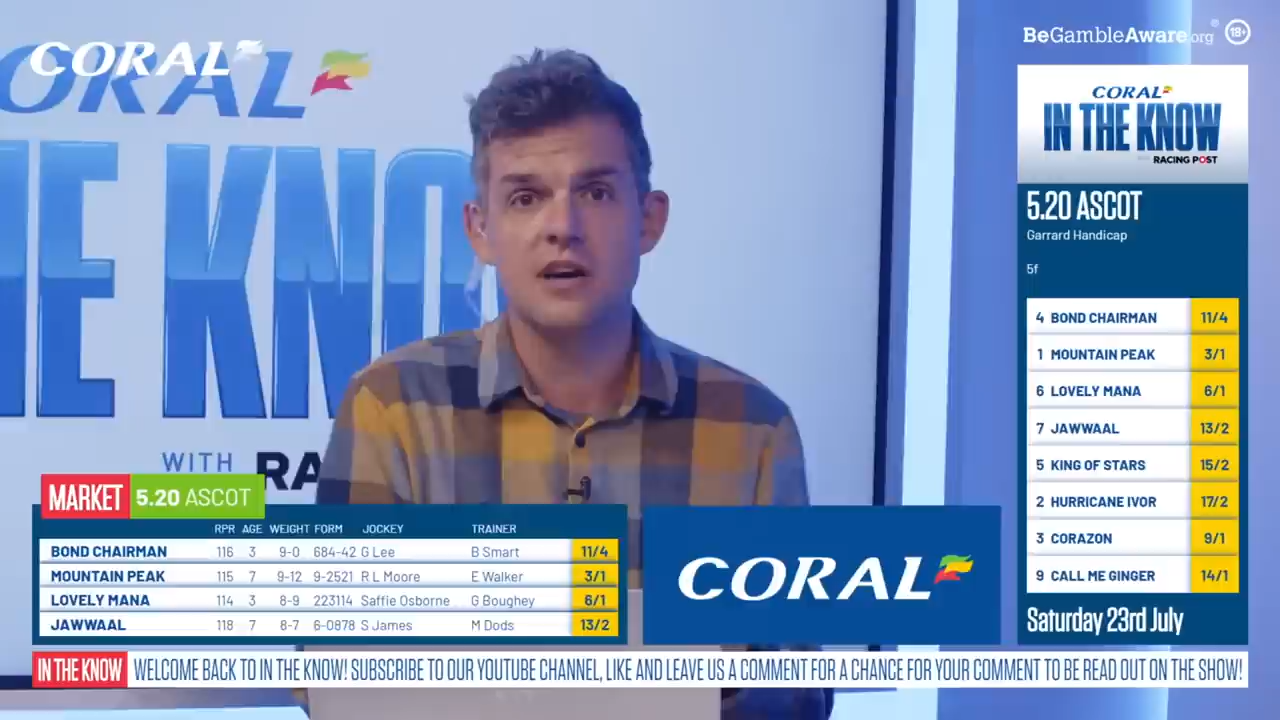 CORAL
CORAL
THE KNO
WITH RA
BeGambleAware.org® 18+
CORAL
IN THE KNOW
WITH RACING POST
5.20 ASCOT
Garrard Handicap
5f
4 BOND CHAIRMAN 11/4
1 MOUNTAIN PEAK 3/1
6 LOVELY MANA 6/1
7 JAWWAAL 13/2
5 KING OF STARS 15/2
2 HURRICANE IVOR 17/2
3 CORAZON 9/1
9 CALL ME GINGER 14/1
Saturday 23rd July
MARKET 5.20 ASCOT
RPR AGE WEIGHT FORM JOCKEY TRAINER
BOND CHAIRMAN 116 3 9-0 684-42 G Lee B Smart 11/4
MOUNTAIN PEAK 115 7 9-12 9-2521 R L Moore E Walker 3/1
LOVELY MANA 114 3 8-9 223114 Saffie Osborne G Boughey 6/1
JAWWAAL 118 7 8-7 6-0878 S James M Dods 13/2
CORAL
IN THE KNOW WELCOME BACK TO IN THE KNOW! SUBSCRIBE TO OUR YOUTUBE CHANNEL, LIKE AND LEAVE US A COMMENT FOR A CHANCE FOR YOUR COMMENT TO BE READ OUT ON THE SHOW!